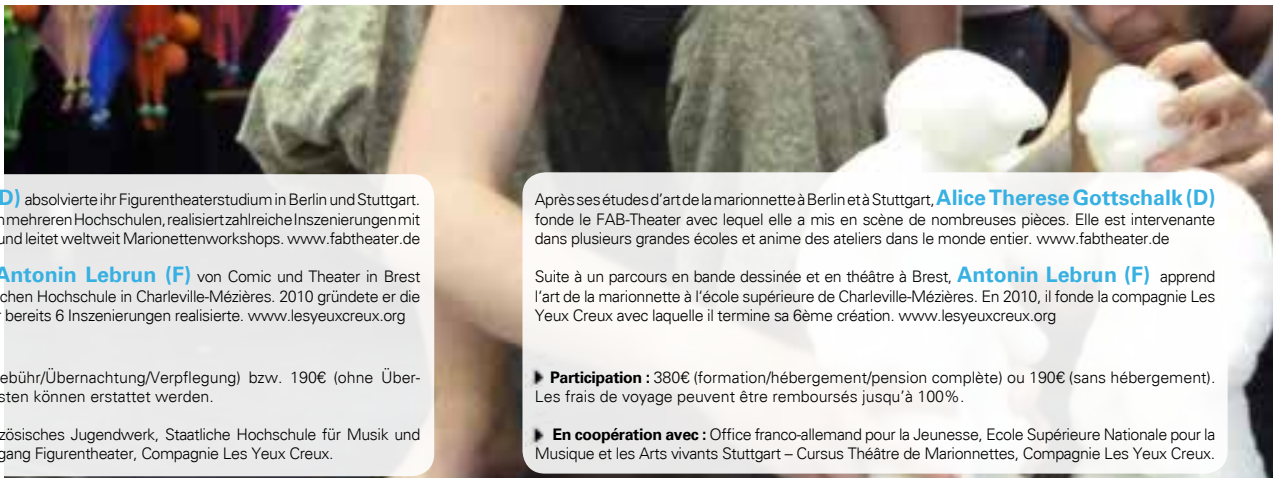 D) absolvierte ihr Figurentheaterstudium in Berlin und Stuttgart.
n mehreren Hochschulen, realisiert zahlreiche Inszenierungen mit
und leitet weltweit Marionettenworkshops. www.fabtheater.de
Antonin Lebrun (F) von Comic und Theater in Brest
chen Hochschule in Charleville-Mézières. 2010 gründete er die
r bereits 6 Inszenierungen realisierte. www.lesyeuxcreux.org
ebühr/Übernachtung/Verpflegung) bzw. 190€ (ohne Über-
sten können erstattet werden.
zösisches Jugendwerk, Staatliche Hochschule für Musik und
gang Figurentheater, Compagnie Les Yeux Creux.
Après ses études d'art de la marionnette à Berlin et à Stuttgart, Alice Therese Gottschalk (D)
fonde le FAB-Theater avec lequel elle a mis en scène de nombreuses pièces. Elle est intervenante
dans plusieurs grandes écoles et anime des ateliers dans le monde entier. www.fabtheater.de
Suite à un parcours en bande dessinée et en théâtre à Brest, Antonin Lebrun (F) apprend
l'art de la marionnette à l'école supérieure de Charleville-Mézières. En 2010, il fonde la compagnie Les
Yeux Creux avec laquelle il termine sa 6ème création. www.lesyeuxcreux.org
Participation : 380€ (formation/hébergement/pension complète) ou 190€ (sans hébergement).
Les frais de voyage peuvent être remboursés jusqu'à 100%.
En coopération avec : Office franco-allemand pour la Jeunesse, Ecole Supérieure Nationale pour la
Musique et les Arts vivants Stuttgart – Cursus Théâtre de Marionnettes, Compagnie Les Yeux Creux.